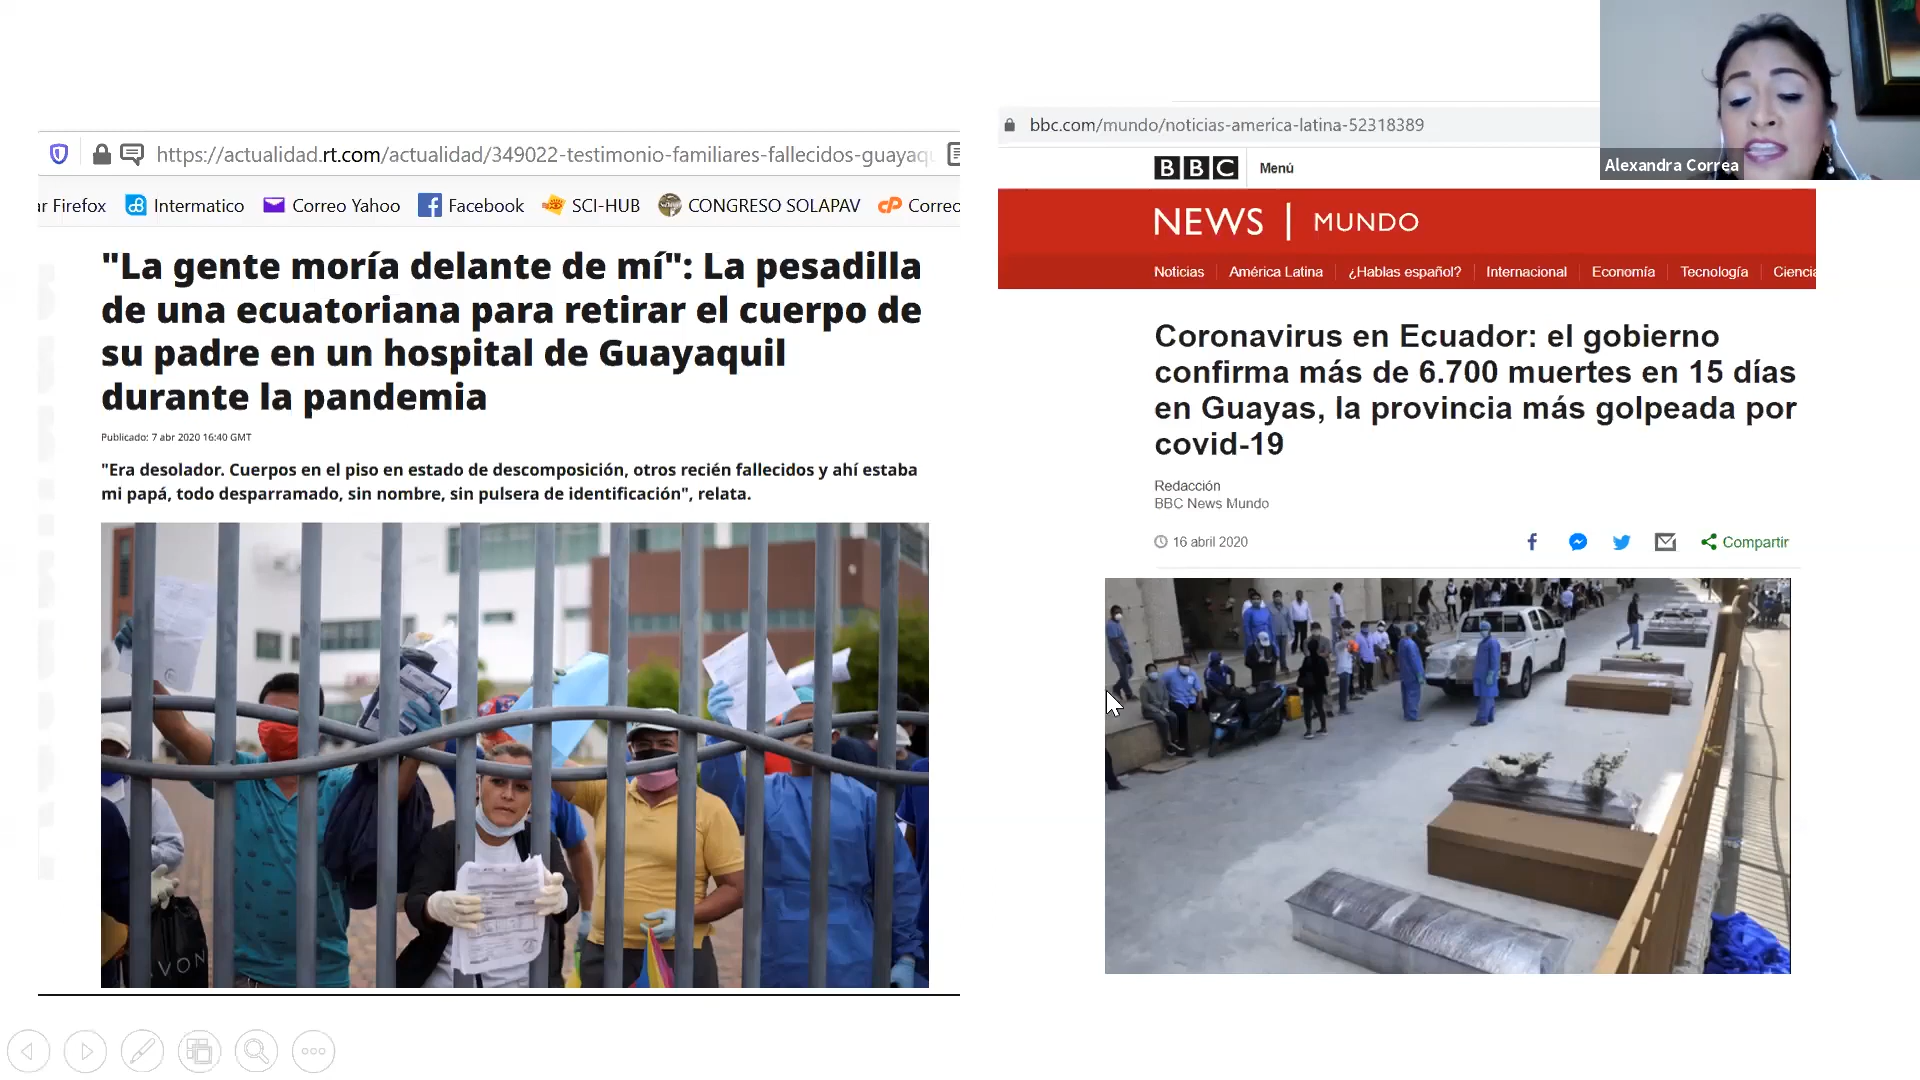 https://actualidad.rt.com/actualidad/349022-testimonio-familiares-fallecidos-guayaqu
ar Firefox Intermatico Correo Yahoo Facebook SCI-HUB CONGRESO SOLAPAV Correo
"La gente moría delante de mí": La pesadilla
de una ecuatoriana para retirar el cuerpo de
su padre en un hospital de Guayaquil
durante la pandemia
Publicado: 7 abr 2020 16:40 GMT
"Era desolador. Cuerpos en el piso en estado de descomposición, otros recién fallecidos y ahí estaba
mi papá, todo desparramado, sin nombre, sin pulsera de identificación", relata.
VON
bbc.com/mundo/noticias-america-latina-52318389
BBC Menú
NEWS | MUNDO
Noticias América Latina ¿Hablas español? Internacional Economía Tecnología Ciencia
Coronavirus en Ecuador: el gobierno
confirma más de 6.700 muertes en 15 días
en Guayas, la provincia más golpeada por
covid-19
Redacción
BBC News Mundo
16 abril 2020
Compartir
Alexandra Correa